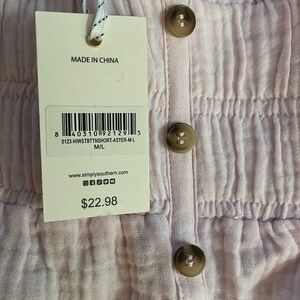 MADE IN CHINA
8 40310 92129 5
0123-HIWSTBTTNSHORT-ASTER-M-L
M/L
www.simplysouthern.com
$22.98